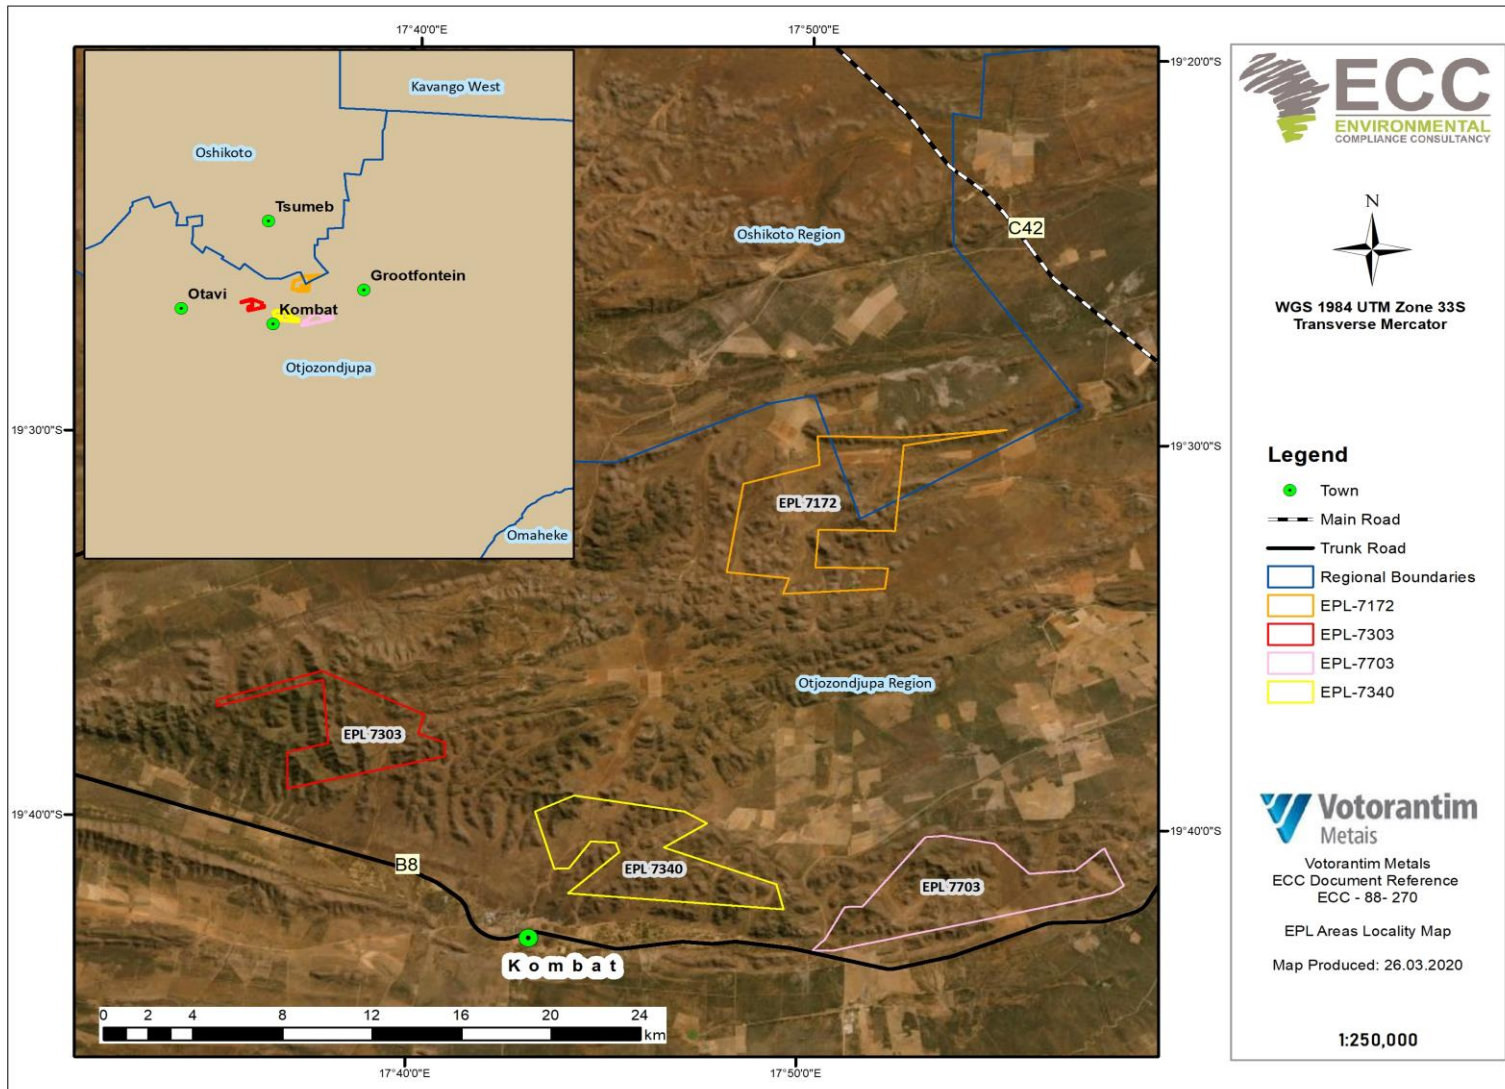 17°40'0"E
17°50'0"E
19°20'0"S
19°30'0"S
19°30'0"S
19°40'0"S
19°40'0"S
17°40'0"E
17°50'0"E
Kavango West
Oshikoto
Tsumeb
Grootfontein
Otavi
Kombat
Otjozondjupa
Omaheke
Oshikoto Region
C42
EPL 7172
Otjozondjupa Region
EPL 7303
B8
EPL 7340
EPL 7703
Kombat
0 2 4 8 12 16 20 24
km
ECC
ENVIRONMENTAL
COMPLIANCE CONSULTANCY
N
WGS 1984 UTM Zone 33S
Transverse Mercator
Legend
Town
Main Road
Trunk Road
Regional Boundaries
EPL-7172
EPL-7303
EPL-7703
EPL-7340
Votorantim
Metais
Votorantim Metals
ECC Document Reference
ECC - 88- 270
EPL Areas Locality Map
Map Produced: 26.03.2020
1:250,000